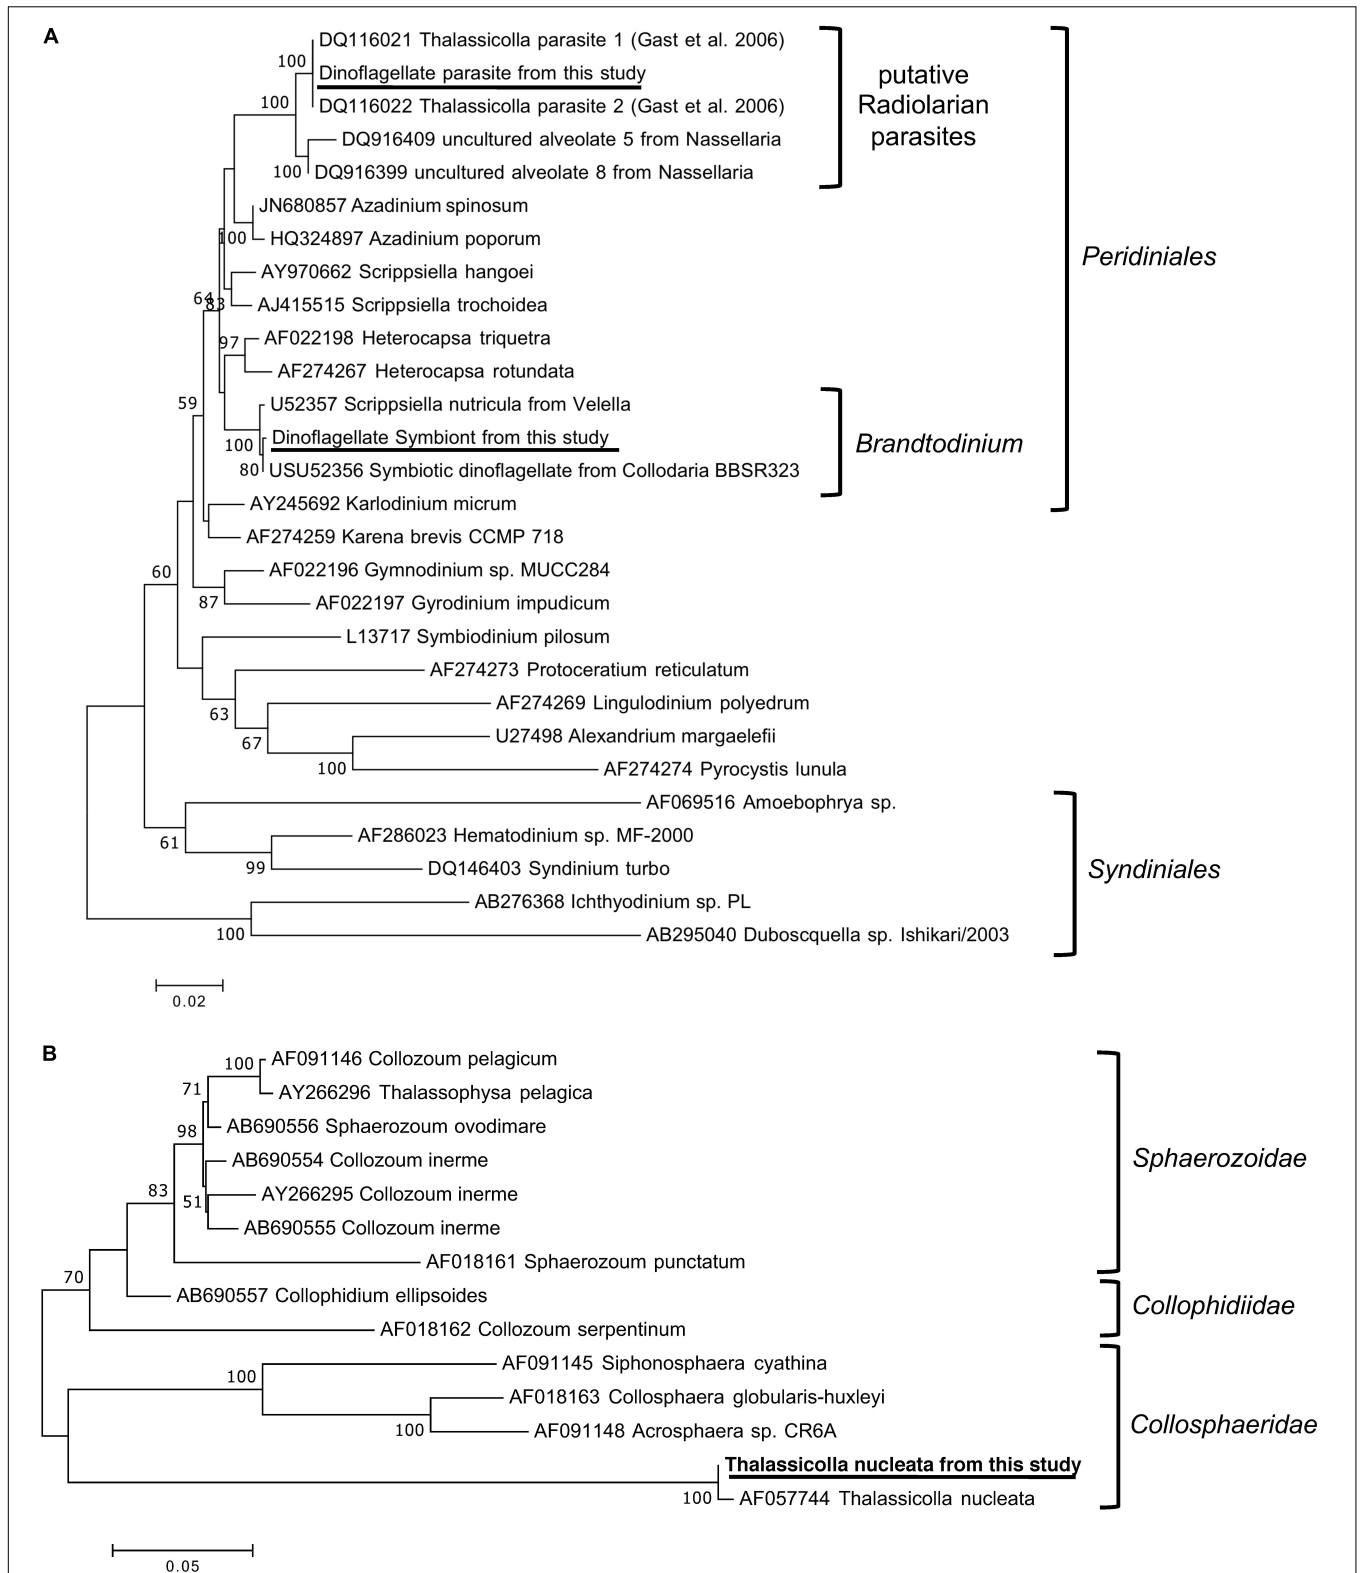 A
DQ116021 Thalassicolla parasite 1 (Gast et al. 2006)
100
Dinoflagellate parasite from this study
putative
Radiolarian
parasites
100
DQ116022 Thalassicolla parasite 2 (Gast et al. 2006)
DQ916409 uncultured alveolate 5 from Nassellaria
100
DQ916399 uncultured alveolate 8 from Nassellaria
JN680857 Azadinium spinosum
100
HQ324897 Azadinium poporum
Peridiniales
AY970662 Scrippsiella hangoei
64
83
AJ415515 Scrippsiella trochoidea
97
AF022198 Heterocapsa triquetra
AF274267 Heterocapsa rotundata
59
U52357 Scrippsiella nutricula from Velella
100
Dinoflagellate Symbiont from this study
Brandtodinium
80
USU52356 Symbiotic dinoflagellate from Collodaria BBSR323
AY245692 Karlodinium micrum
AF274259 Karena brevis CCMP 718
60
AF022196 Gymnodinium sp. MUCC284
87
AF022197 Gyrodinium impudicum
L13717 Symbiodinium pilosum
AF274273 Protoceratium reticulatum
63
AF274269 Lingulodinium polyedrum
67
U27498 Alexandrium margaelefii
100
AF274274 Pyrocystis lunula
AF069516 Amoebophrya sp.
61
AF286023 Hematodinium sp. MF-2000
99
DQ146403 Syndinium turbo
Syndiniales
AB276368 Ichthyodinium sp. PL
100
AB295040 Duboscquella sp. Ishikari/2003
0.02
B
100
AF091146 Collozoum pelagicum
71
AY266296 Thalassophysa pelagica
98
AB690556 Sphaerozoum ovodimare
AB690554 Collozoum inerme
Sphaerozoidae
83
51
AY266295 Collozoum inerme
AB690555 Collozoum inerme
AF018161 Sphaerozoum punctatum
70
AB690557 Collophidium ellipsoides
Collophidiidae
AF018162 Collozoum serpentinum
100
AF091145 Siphonosphaera cyathina
AF018163 Collosphaera globularis-huxleyi
100
AF091148 Acrosphaera sp. CR6A
Collosphaeridae
Thalassicolla nucleata from this study
100
AF057744 Thalassicolla nucleata
0.05